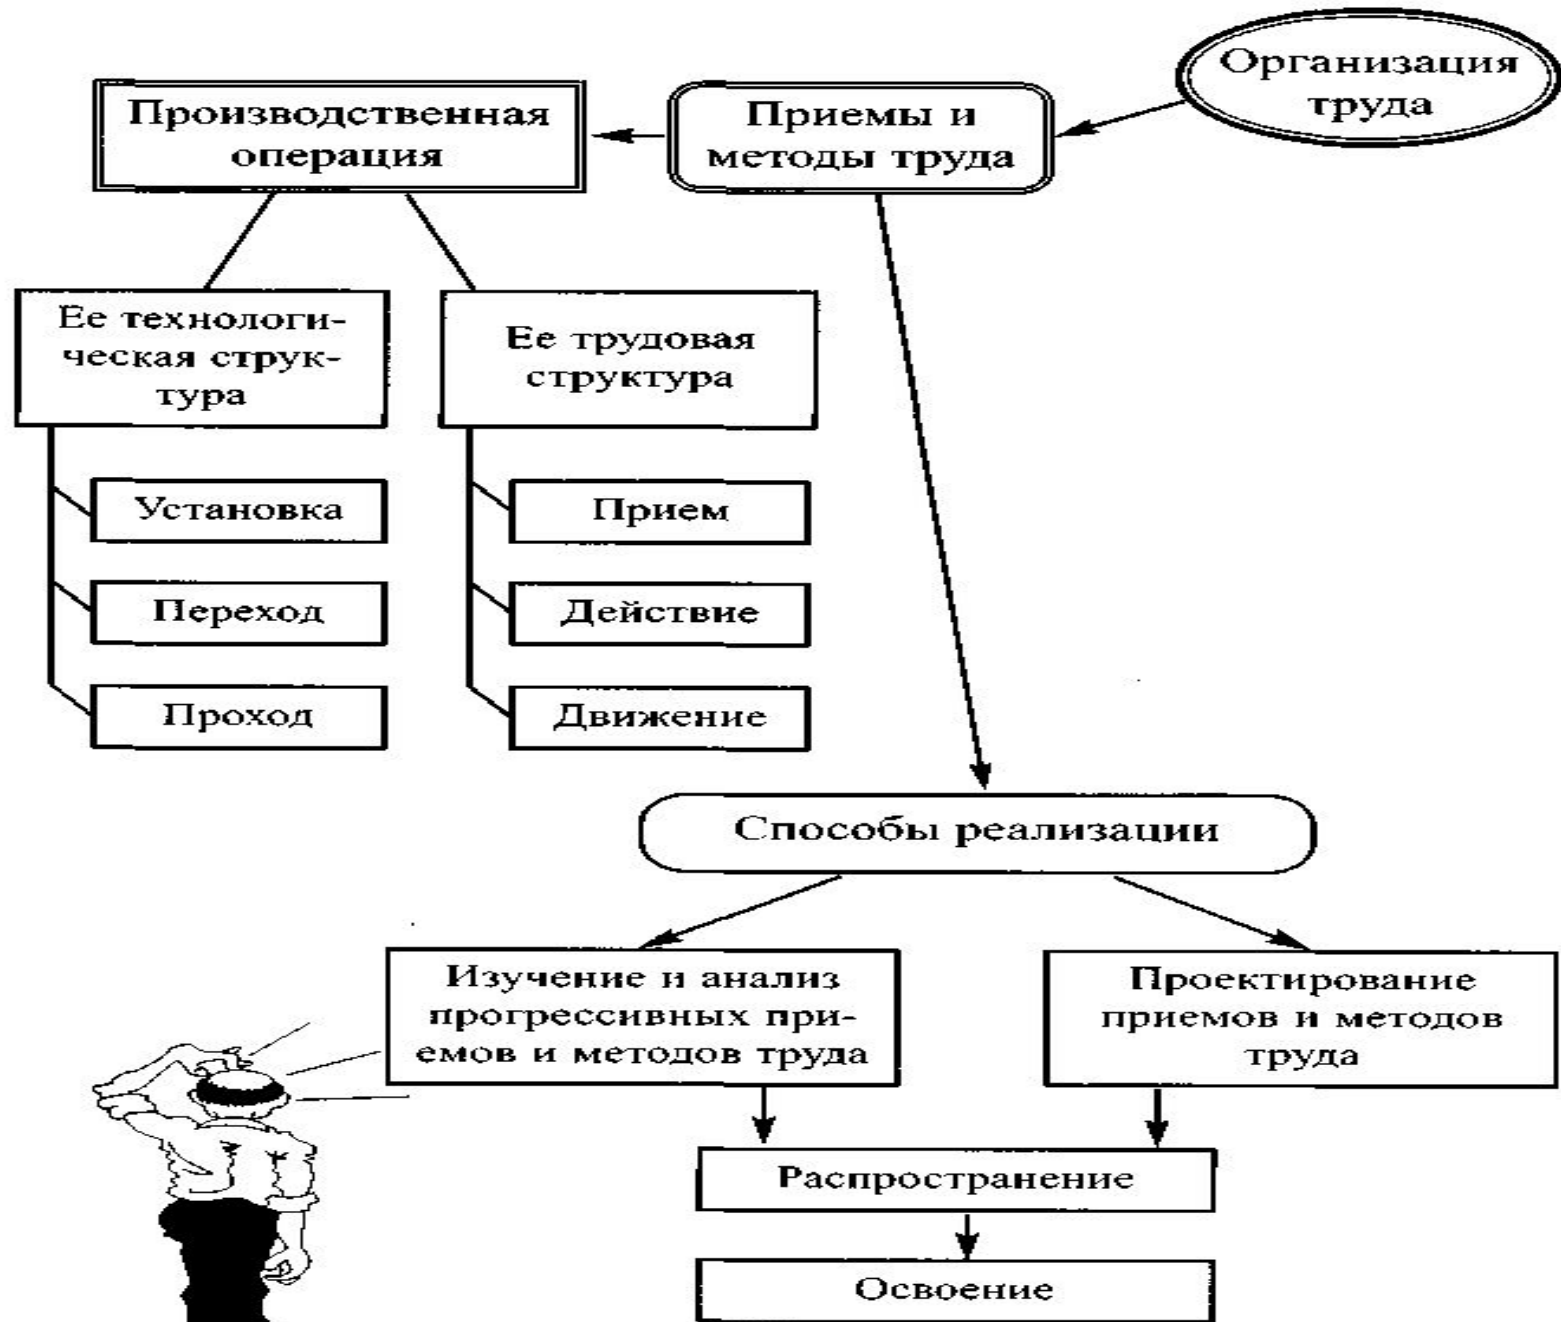 Организация
труда
Производственная
операция
Приемы и
методы труда
Ее технологи-
ческая струк-
тура
Ее трудовая
структура
Установка
Переход
Проход
Прием
Действие
Движение
Способы реализации
Изучение и анализ
прогрессивных при-
емов и методов труда
Проектирование
приемов и методов
труда
Распространение
Освоение